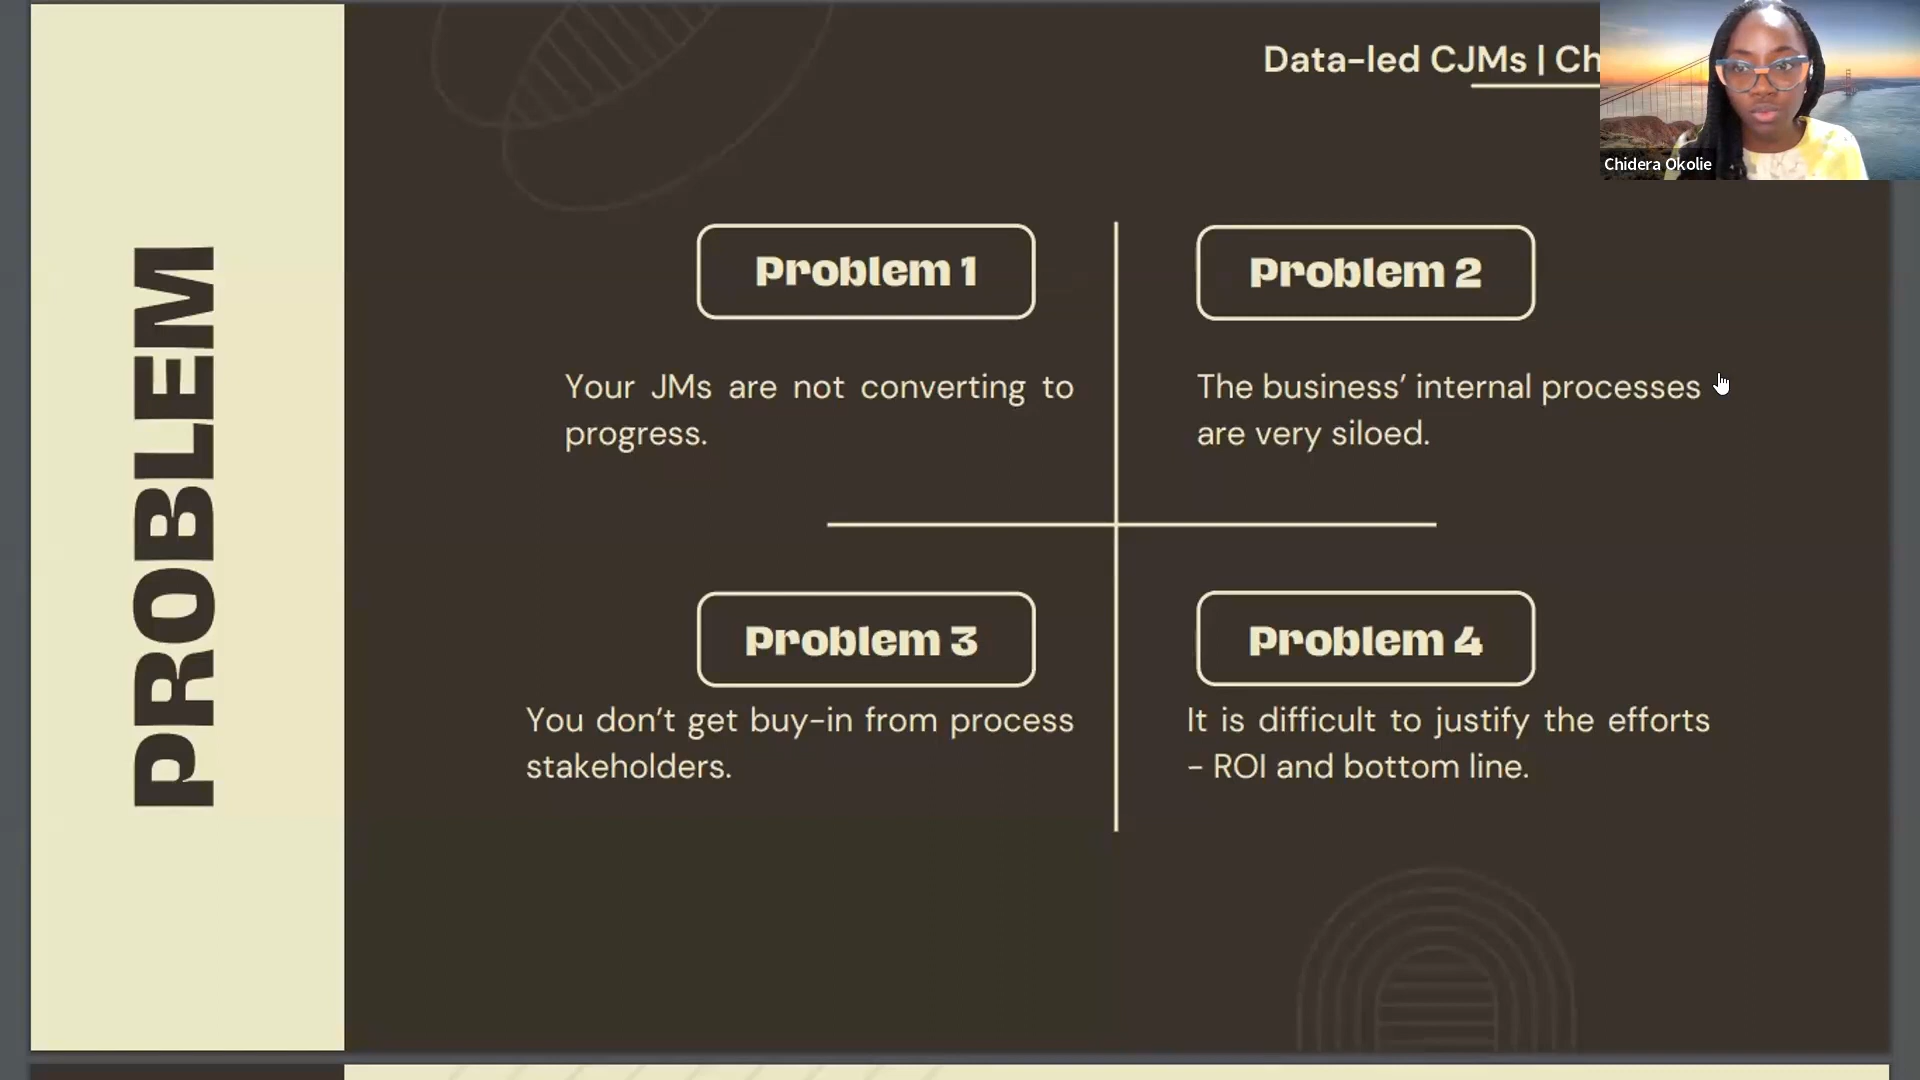 Data-led CJMs | Ch
Chidera Okolie
PROBLEM
Problem 1
Your JMs are not converting to
progress.
Problem 2
The business’ internal processes
are very siloed.
Problem 3
You don’t get buy-in from process
stakeholders.
Problem 4
It is difficult to justify the efforts
- ROI and bottom line.